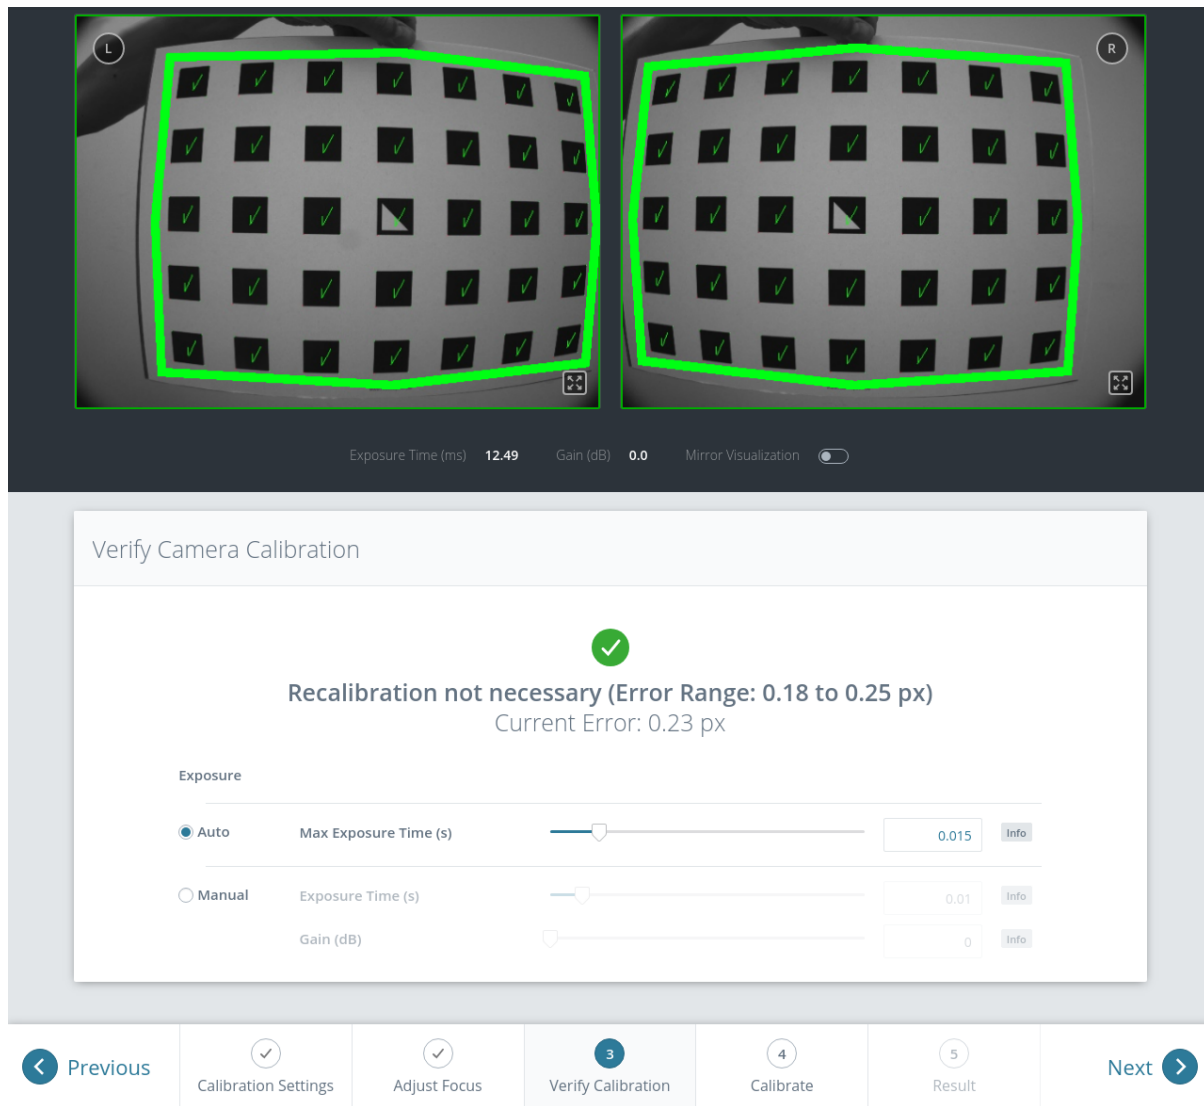 L
R
Exposure Time (ms) 12.49 Gain (dB) 0.0 Mirror Visualization
Verify Camera Calibration
Recalibration not necessary (Error Range: 0.18 to 0.25 px)
Current Error: 0.23 px
Exposure
Auto Max Exposure Time (s) 0.015 Info
Manual Exposure Time (s) 0.01 Info
Gain (dB) 0 Info
Previous
Calibration Settings
Adjust Focus
3
Verify Calibration
4
Calibrate
5
Result
Next